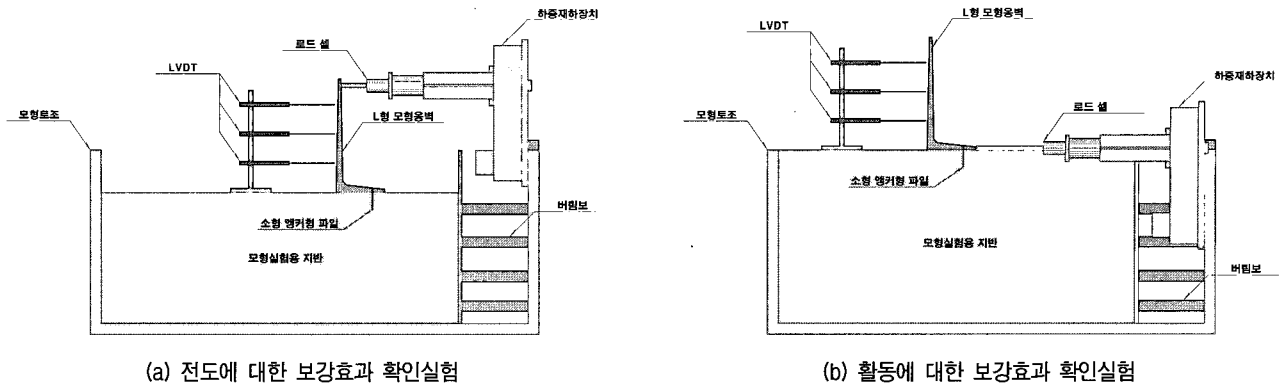 하중재하장치
로드 셀
LVDT
모형토조
L형 모형옹벽
소형 앵커형 파일
버팀보
모형실험용 지반
(a) 전도에 대한 보강효과 확인실험
L형 모형옹벽
LVDT
하중재하장치
로드 셀
모형토조
소형 앵커형 파일
모형실험용 지반
버팀보
(b) 활동에 대한 보강효과 확인실험